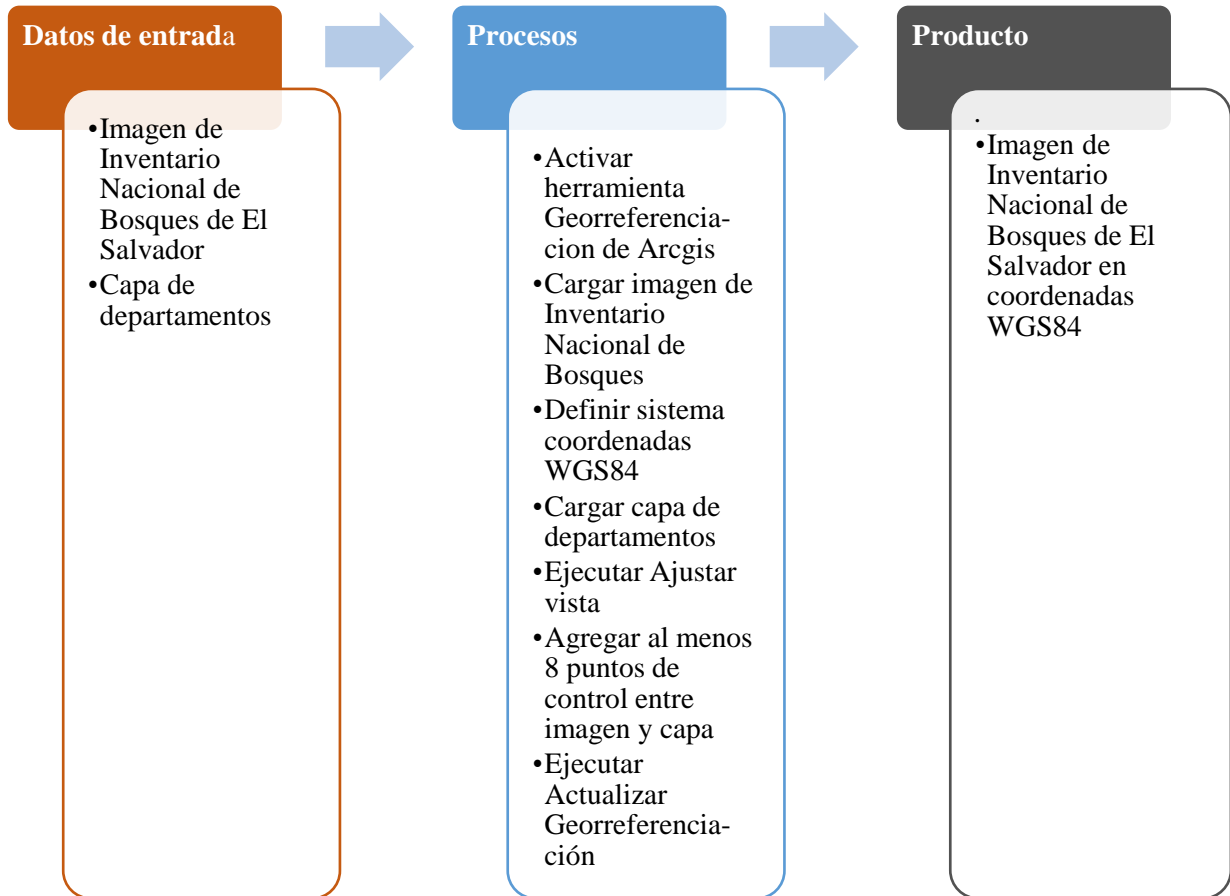 Datos de entrada
•Imagen de
Inventario
Nacional de
Bosques de El
Salvador
•Capa de
departamentos
Procesos
•Activar
herramienta
Georreferencia-
cion de Arcgis
•Cargar imagen de
Inventario
Nacional de
Bosques
•Definir sistema
coordenadas
WGS84
•Cargar capa de
departamentos
•Ejecutar Ajustar
vista
•Agregar al menos
8 puntos de
control entre
imagen y capa
•Ejecutar
Actualizar
Georreferencia-
ción
Producto
.
•Imagen de
Inventario
Nacional de
Bosques de El
Salvador en
coordenadas
WGS84